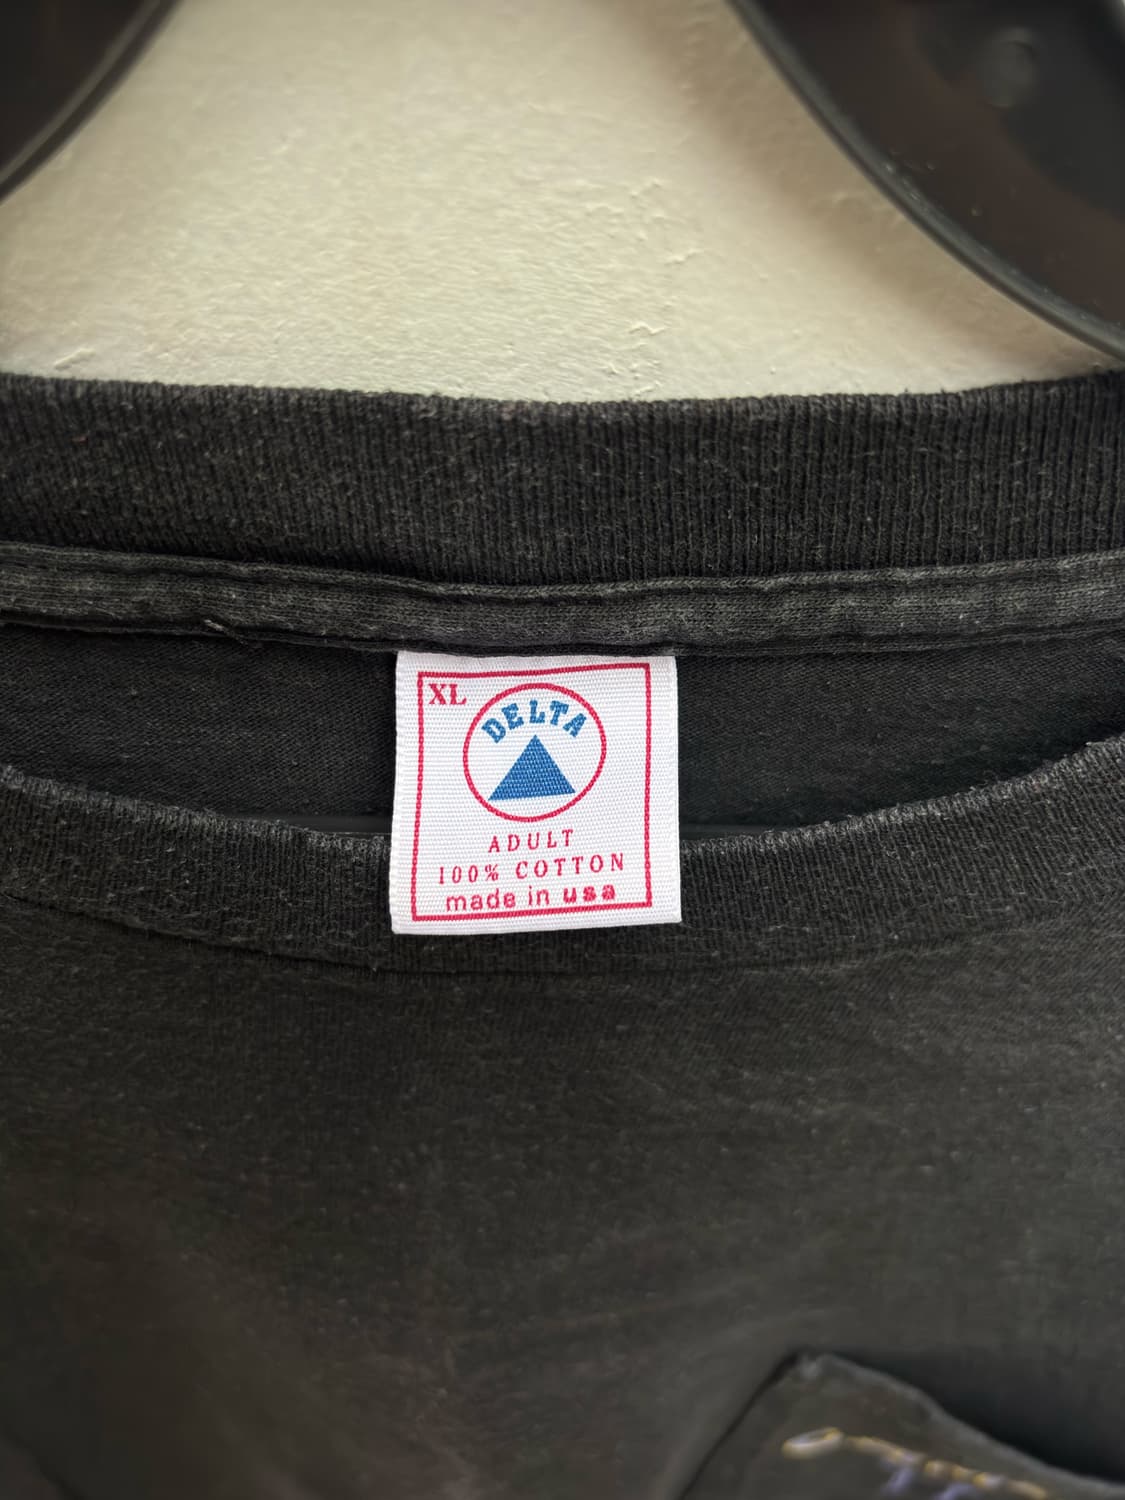 XL
DELTA
ADULT
100% COTTON
made in usa